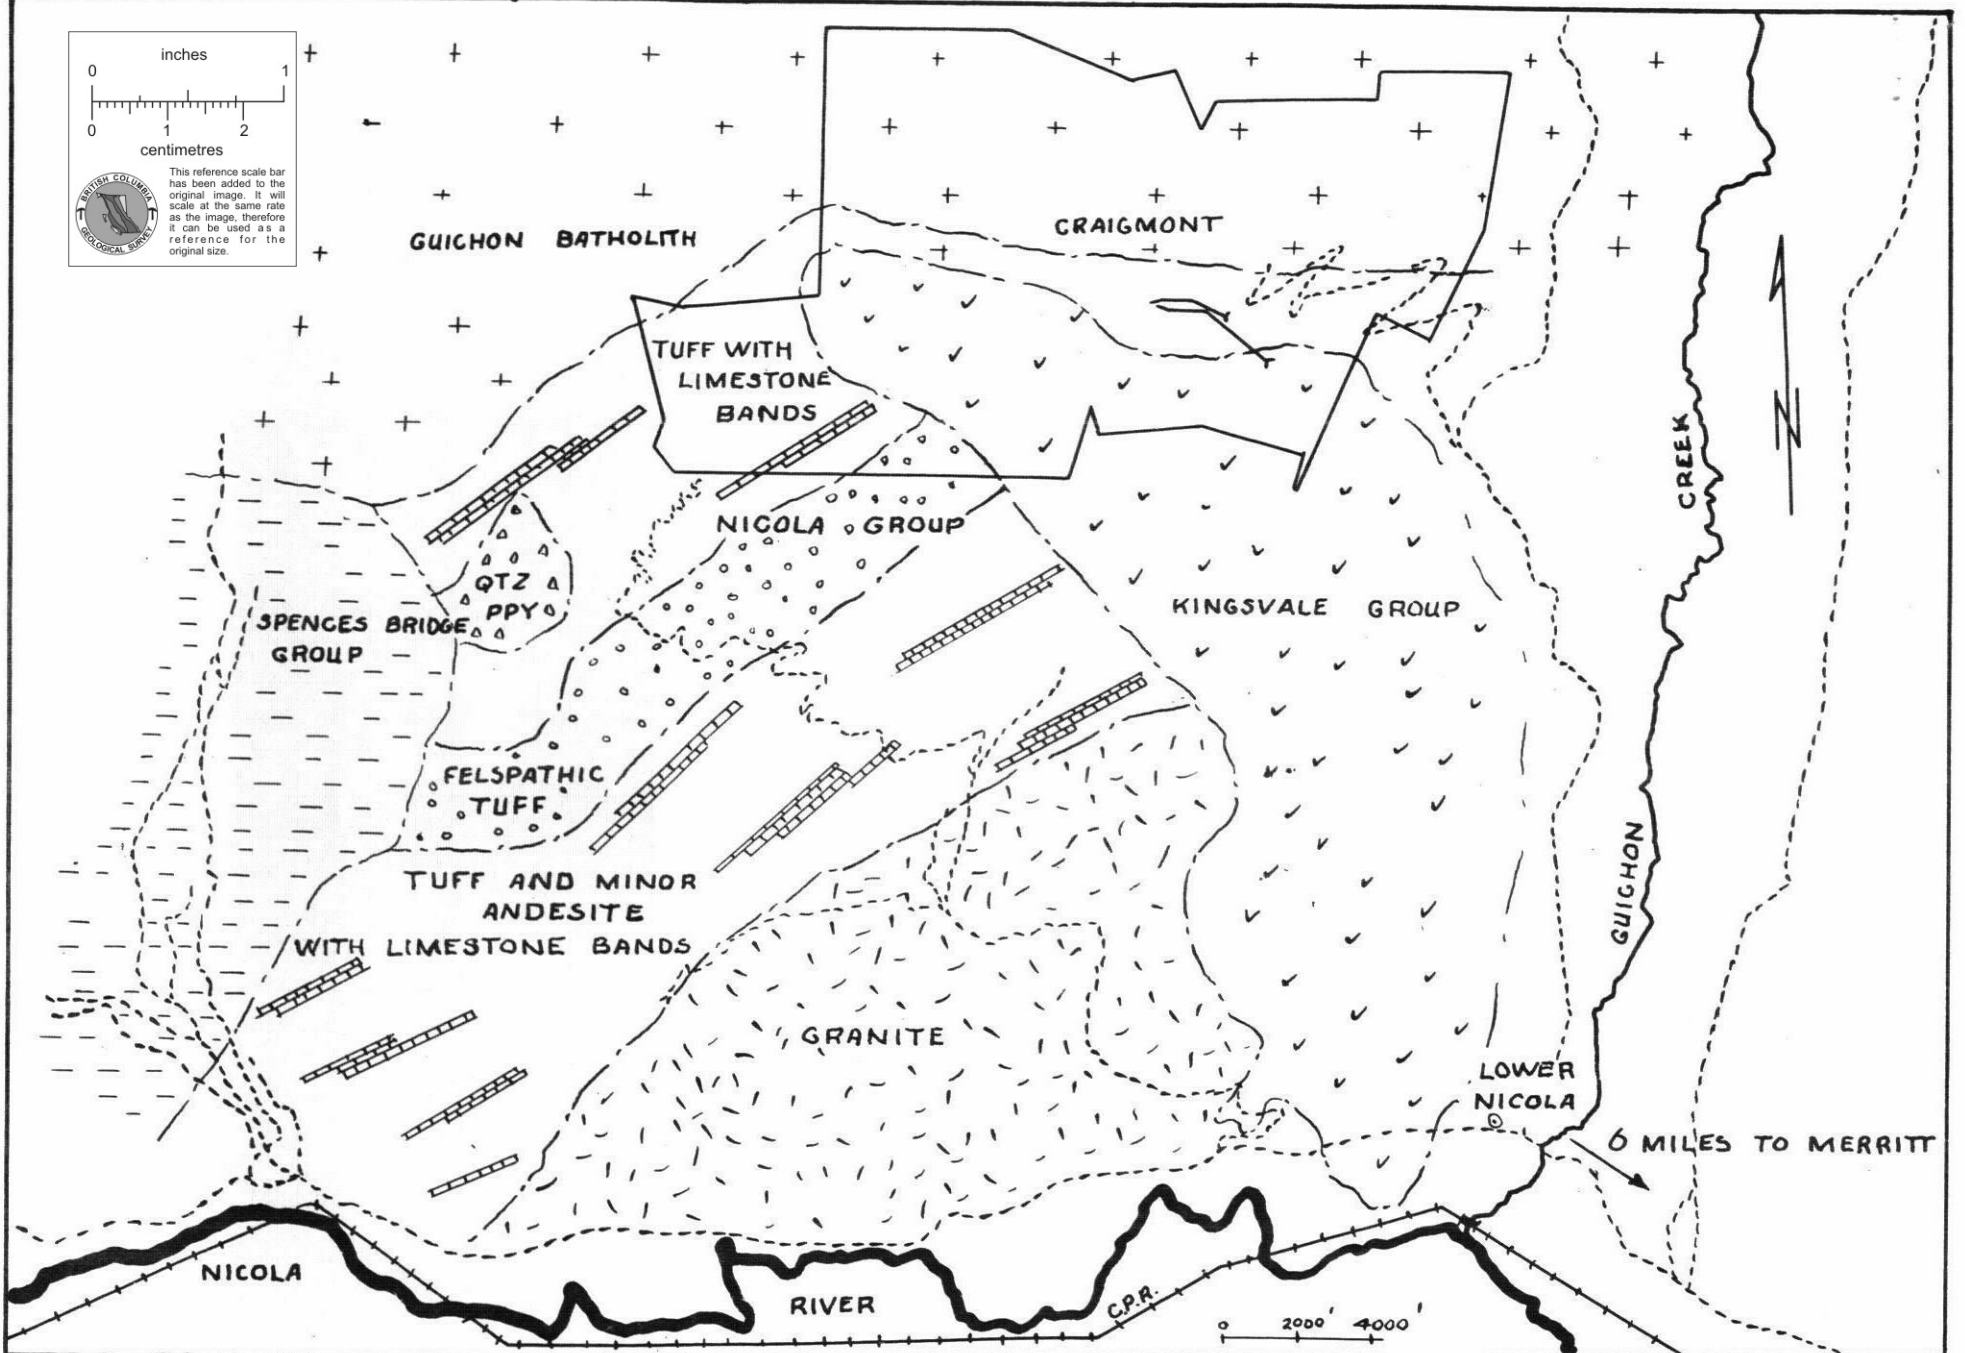 inches
0 1
0 1 2
centimetres
This reference scale bar
has been added to the
original image. It will
scale at the same rate
as the image, therefore
it can be used as a
reference for the
original size.
BRITISH COLUMBIA
GEOLOGICAL SURVEY
GUICHON BATHOLITH
CRAIGMONT
TUFF WITH
LIMESTONE
BANDS
N
CREEK
GUICHON
NICOLA GROUP
QTZ
PPY
SPENCES BRIDGE
GROUP
KINGSVALE GROUP
FELSPATHIC
TUFF
TUFF AND MINOR
ANDESITE
WITH LIMESTONE BANDS
GRANITE
LOWER
NICOLA
6 MILES TO MERRITT
NICOLA
RIVER
C.P.R.
0 2000' 4000'